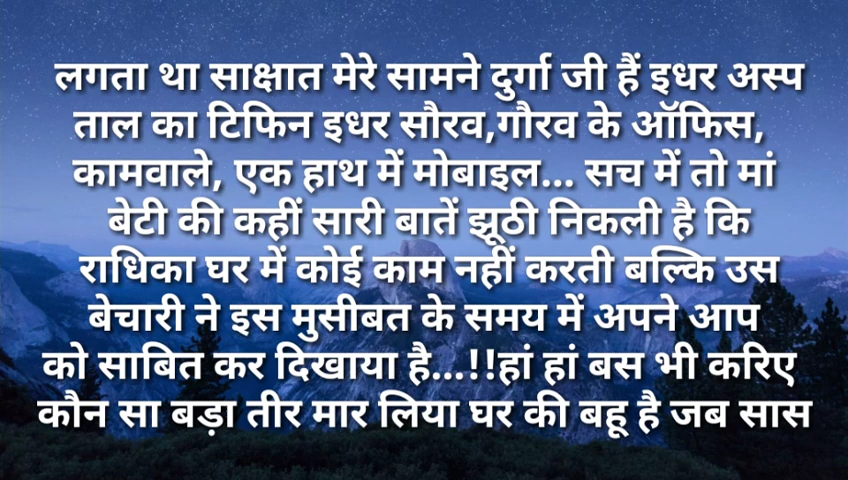 लगता था साक्षात मेरे सामने दुर्गा जी हैं इधर अस्प
ताल का टिफिन इधर सौरव,गौरव के ऑफिस,
कामवाले, एक हाथ में मोबाइल... सच में तो मां
बेटी की कहीं सारी बातें झूठी निकली है कि
राधिका घर में कोई काम नहीं करती बल्कि उस
बेचारी ने इस मुसीबत के समय में अपने आप
को साबित कर दिखाया है...!!हां हां बस भी करिए
कौन सा बड़ा तीर मार लिया घर की बहू है जब सास